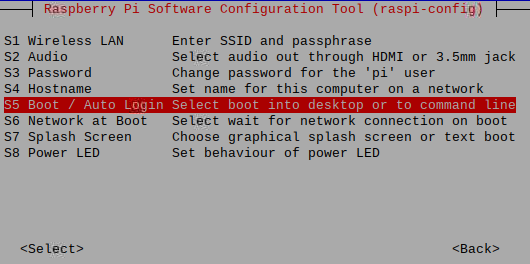 Raspberry Pi Software Configuration Tool (raspi-config)
S1 Wireless LAN Enter SSID and passphrase
S2 Audio Select audio out through HDMI or 3.5mm jack
S3 Password Change password for the 'pi' user
S4 Hostname Set name for this computer on a network
S5 Boot / Auto Login Select boot into desktop or to command line
S6 Network at Boot Select wait for network connection on boot
S7 Splash Screen Choose graphical splash screen or text boot
S8 Power LED Set behaviour of power LED
<Select> <Back>